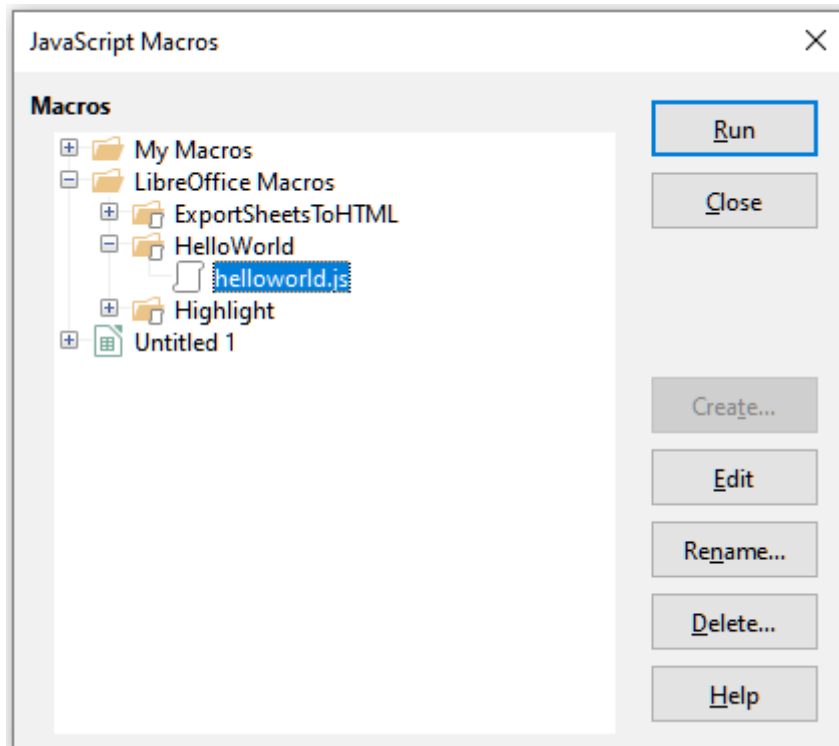 JavaScript Macros
Macros
My Macros
LibreOffice Macros
ExportSheetsToHTML
HelloWorld
helloworld.js
Highlight
Untitled 1
Run
Close
Create...
Edit
Rename...
Delete...
Help